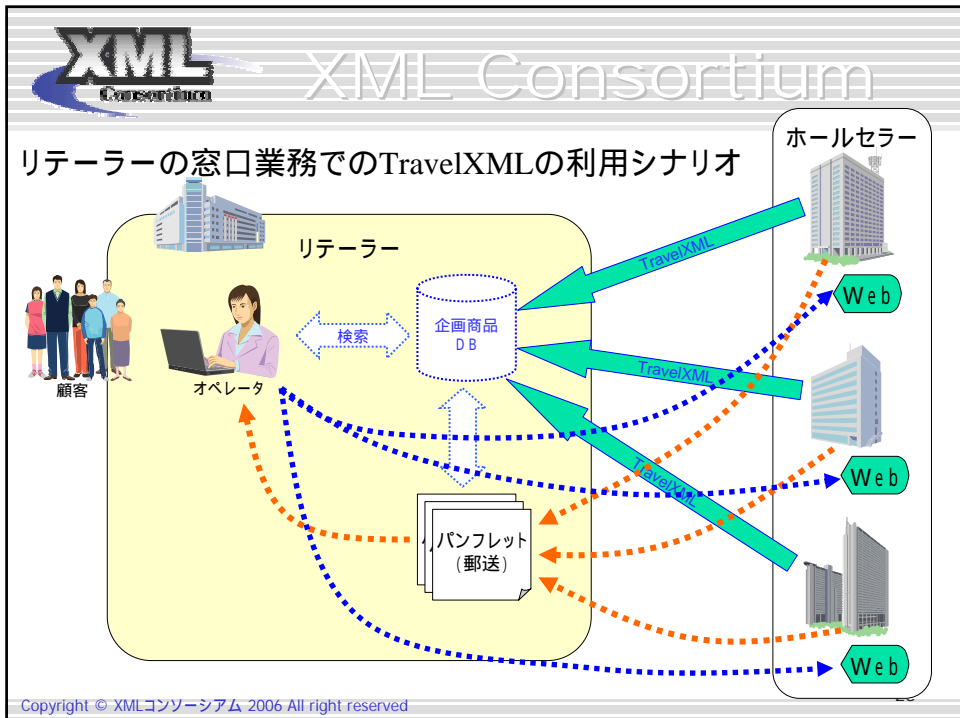 XML
Consortium
XML Consortium
リテーラーの窓口業務でのTravelXMLの利用シナリオ
ホールセラー
リテーラー
TravelXML
Web
企画商品
DB
検索
顧客
オペレータ
TravelXML
Web
TravelXML
パンフレット
(郵送)
Web
Copyright © XMLコンソーシアム 2006 All right reserved